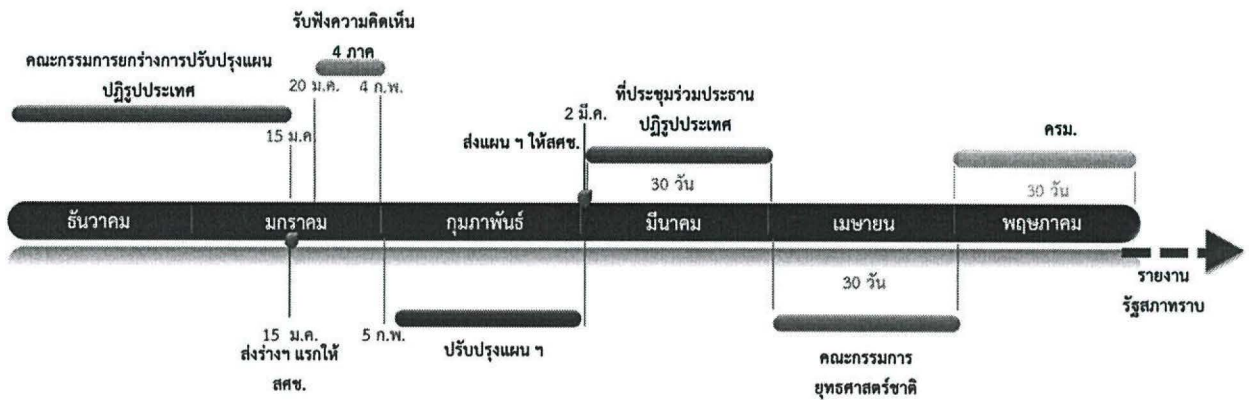 รับฟังความคิดเห็น
4 ภาค
คณะกรรมการยกร่างการปรับปรุงแผน
ปฏิรูปประเทศ
20 ม.ค.
4 ก.พ.
15 ม.ค
2 มี.ค.
ส่งแผน ฯ ให้สศช.
ที่ประชุมร่วมประธาน
ปฏิรูปประเทศ
30 วัน
ครม.
30 วัน
ธันวาคม
มกราคม
กุมภาพันธ์
มีนาคม
เมษายน
พฤษภาคม
รายงาน
รัฐสภาทราบ
15 ม.ค.
ส่งร่างฯ แรกให้
สศช.
5 ก.พ.
ปรับปรุงแผน ฯ
30 วัน
คณะกรรมการ
ยุทธศาสตร์ชาติ